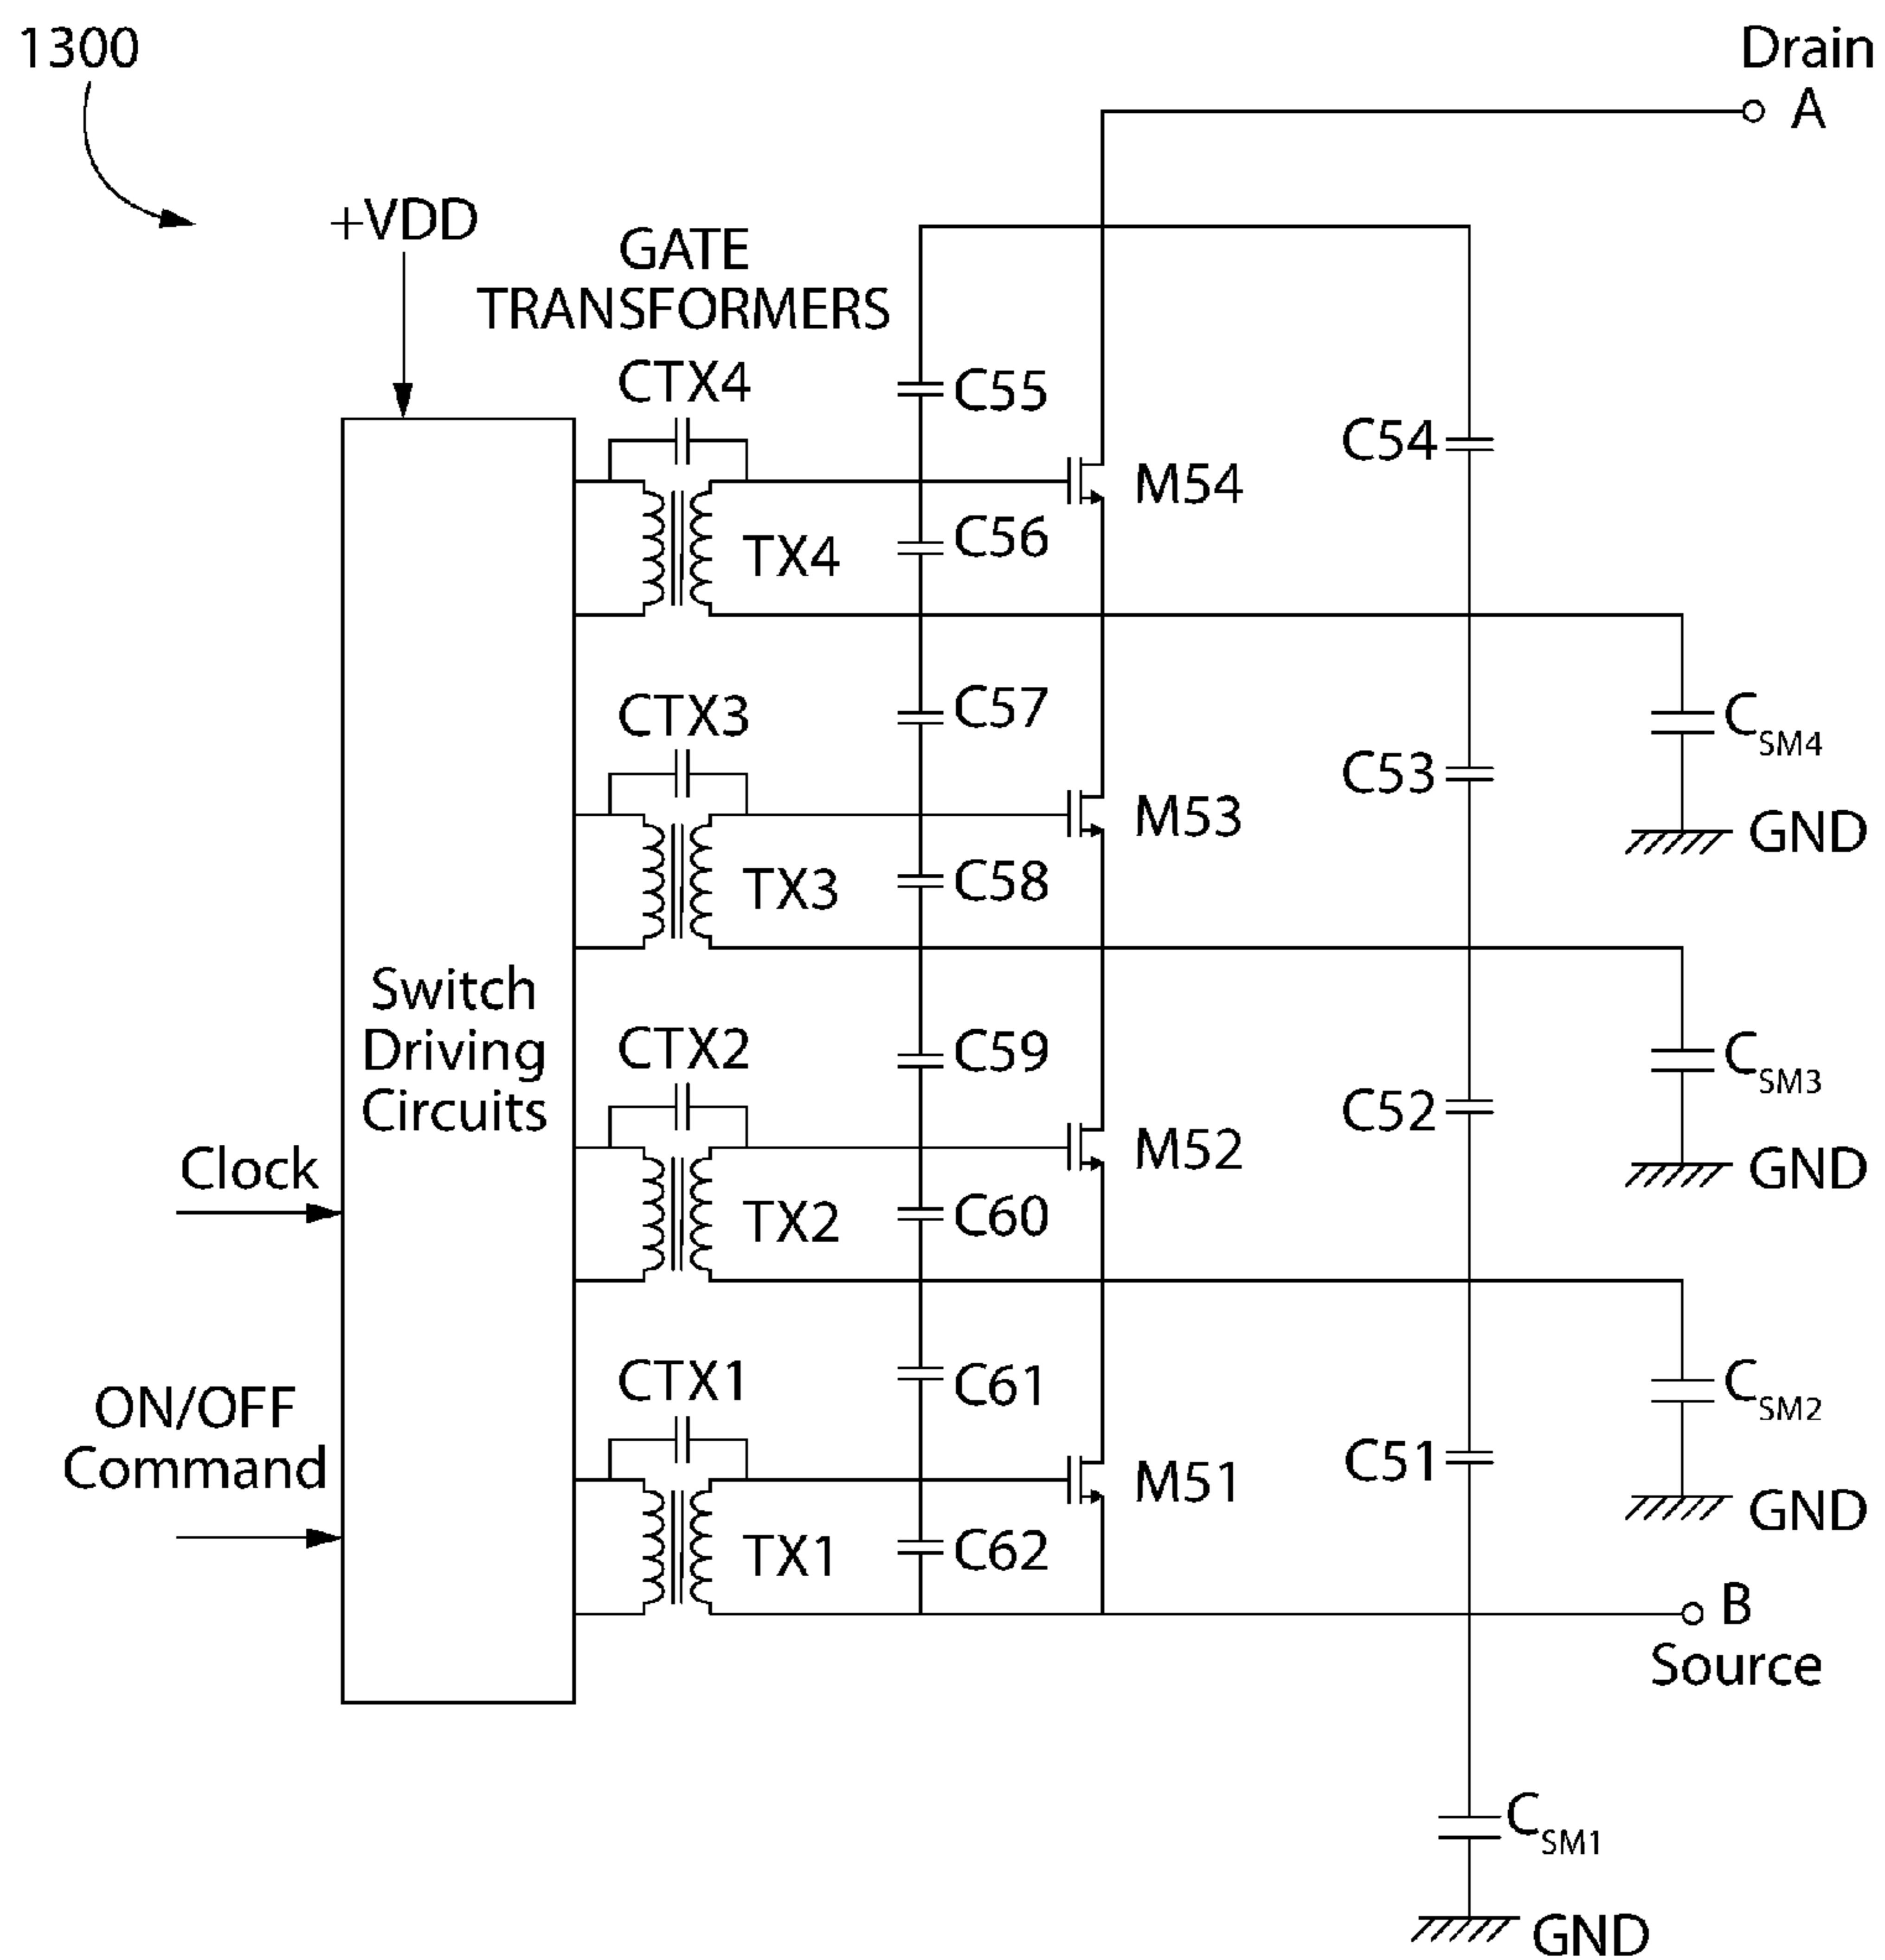 1300
Drain
A
+VDD
GATE
TRANSFORMERS
CTX4
C55
C54
M54
C56
TX4
CTX3
C57
CSM4
C53
M53
GND
C58
TX3
Switch
Driving
Circuits
CTX2
C59
CSM3
C52
M52
GND
Clock
C60
TX2
CTX1
C61
CSM2
ON/OFF
Command
C51
M51
GND
C62
TX1
B
Source
CSM1
GND